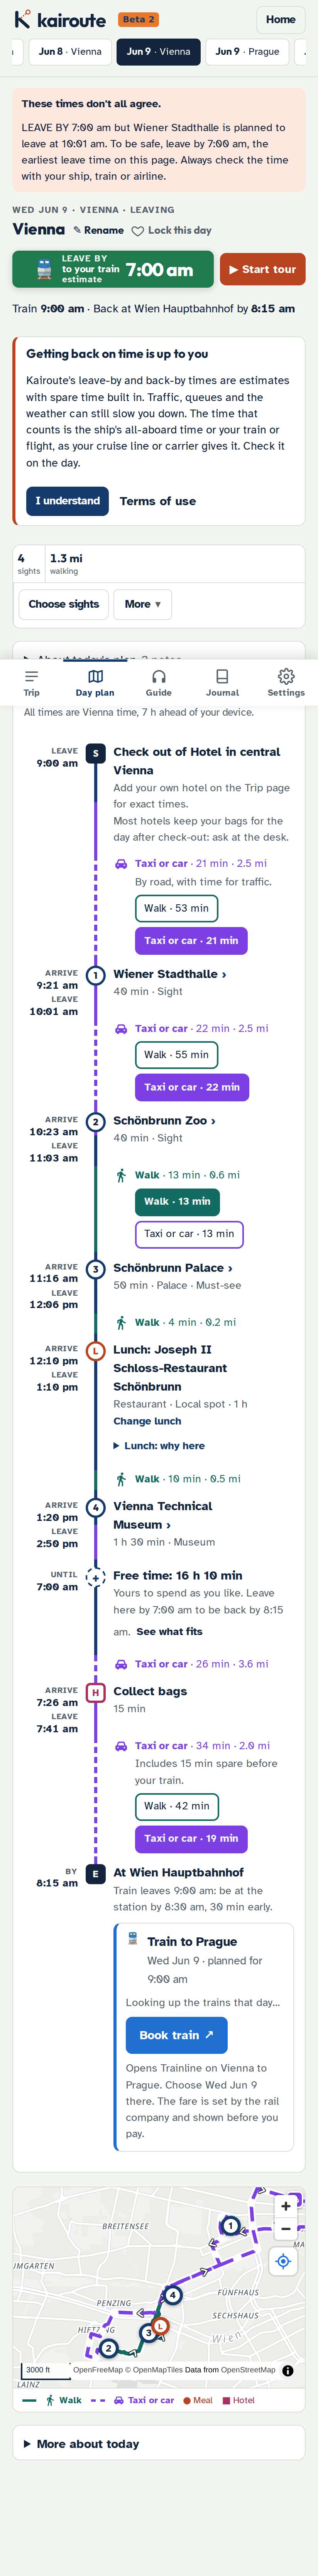 kairoute Beta 2 Home
Jun 8 · Vienna Jun 9 · Vienna Jun 9 · Prague
These times don't all agree.
LEAVE BY 7:00 am but Wiener Stadthalle is planned to
leave at 10:01 am. To be safe, leave by 7:00 am, the
earliest leave time on this page. Always check the time
with your ship, train or airline.
WED JUN 9 · VIENNA · LEAVING
Vienna ✎ Rename Lock this day
LEAVE BY
to your train
estimate
7:00 am
▶ Start tour
Train 9:00 am · Back at Wien Hauptbahnhof by 8:15 am
Getting back on time is up to you
Kairoute's leave-by and back-by times are estimates
with spare time built in. Traffic, queues and the
weather can still slow you down. The time that
counts is the ship's all-aboard time or your train or
flight, as your cruise line or carrier gives it. Check it
on the day.
I understand Terms of use
4
sights
1.3 mi
walking
Choose sights More ▾
Trip Day plan Guide Journal Settings
All times are Vienna time, 7 h ahead of your device.
LEAVE
9:00 am
S
Check out of Hotel in central
Vienna
Add your own hotel on the Trip page
for exact times.
Most hotels keep your bags for the
day after check-out: ask at the desk.
Taxi or car · 21 min · 2.5 mi
By road, with time for traffic.
Walk · 53 min
Taxi or car · 21 min
ARRIVE
9:21 am
LEAVE
10:01 am
1
Wiener Stadthalle ›
40 min · Sight
Taxi or car · 22 min · 2.5 mi
Walk · 55 min
Taxi or car · 22 min
ARRIVE
10:23 am
LEAVE
11:03 am
2
Schönbrunn Zoo ›
40 min · Sight
Walk · 13 min · 0.6 mi
Walk · 13 min
Taxi or car · 13 min
ARRIVE
11:16 am
LEAVE
12:06 pm
3
Schönbrunn Palace ›
50 min · Palace · Must-see
Walk · 4 min · 0.2 mi
ARRIVE
12:10 pm
LEAVE
1:10 pm
L
Lunch: Joseph II
Schloss-Restaurant
Schönbrunn
Restaurant · Local spot · 1 h
Change lunch
▶ Lunch: why here
Walk · 10 min · 0.5 mi
ARRIVE
1:20 pm
LEAVE
2:50 pm
4
Vienna Technical
Museum ›
1 h 30 min · Museum
UNTIL
7:00 am
+
Free time: 16 h 10 min
Yours to spend as you like. Leave
here by 7:00 am to be back by 8:15
am. See what fits
Taxi or car · 26 min · 3.6 mi
ARRIVE
7:26 am
LEAVE
7:41 am
H
Collect bags
15 min
Taxi or car · 34 min · 2.0 mi
Includes 15 min spare before
your train.
Walk · 42 min
Taxi or car · 19 min
BY
8:15 am
E
At Wien Hauptbahnhof
Train leaves 9:00 am: be at the
station by 8:30 am, 30 min early.
Train to Prague
Wed Jun 9 · planned for
9:00 am
Looking up the trains that day…
Book train ↗
Opens Trainline on Vienna to
Prague. Choose Wed Jun 9
there. The fare is set by the rail
company and shown before you
pay.
BREITENSEE
1
MA
IMGARTEN
4
FÜNFHAUS
PENZING
SECHSHAUS
3 L
Wien
2
3000 ft OpenFreeMap © OpenMapTiles Data from OpenStreetMap
LAINZ
Walk Taxi or car Meal Hotel
▶ More about today